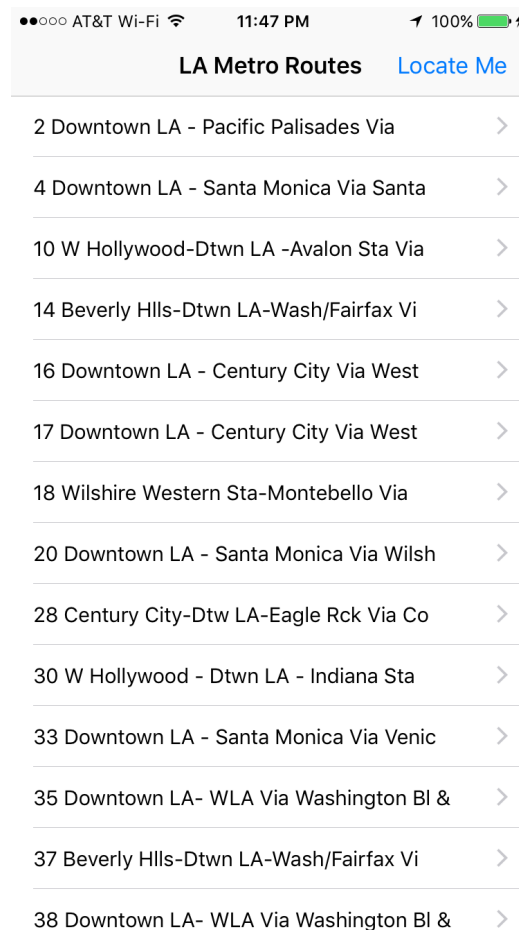 AT&T Wi-Fi 11:47 PM 100%
LA Metro Routes Locate Me
2 Downtown LA - Pacific Palisades Via
4 Downtown LA - Santa Monica Via Santa
10 W Hollywood-Dtwn LA -Avalon Sta Via
14 Beverly Hlls-Dtwn LA-Wash/Fairfax Vi
16 Downtown LA - Century City Via West
17 Downtown LA - Century City Via West
18 Wilshire Western Sta-Montebello Via
20 Downtown LA - Santa Monica Via Wilsh
28 Century City-Dtw LA-Eagle Rck Via Co
30 W Hollywood - Dtwn LA - Indiana Sta
33 Downtown LA - Santa Monica Via Venic
35 Downtown LA- WLA Via Washington Bl &
37 Beverly Hlls-Dtwn LA-Wash/Fairfax Vi
38 Downtown LA- WLA Via Washington Bl &